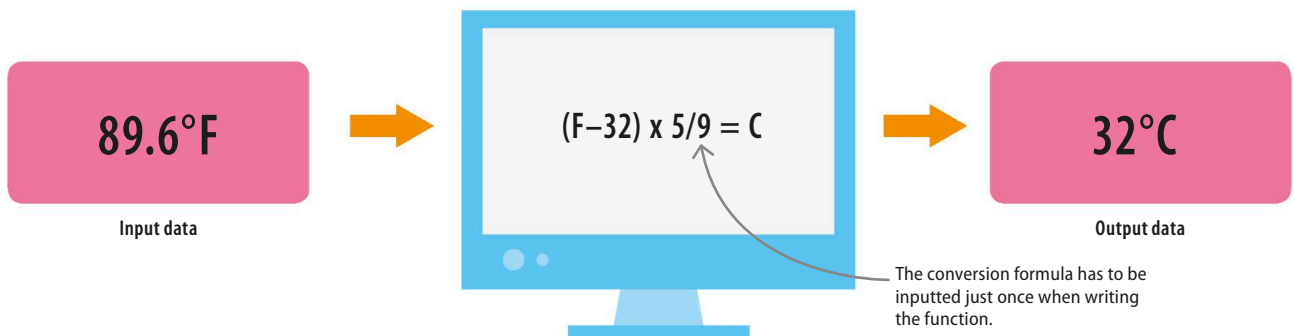 89.6°F
(F–32) x 5/9 = C
32°C
Input data
Output data
The conversion formula has to be
inputted just once when writing
the function.